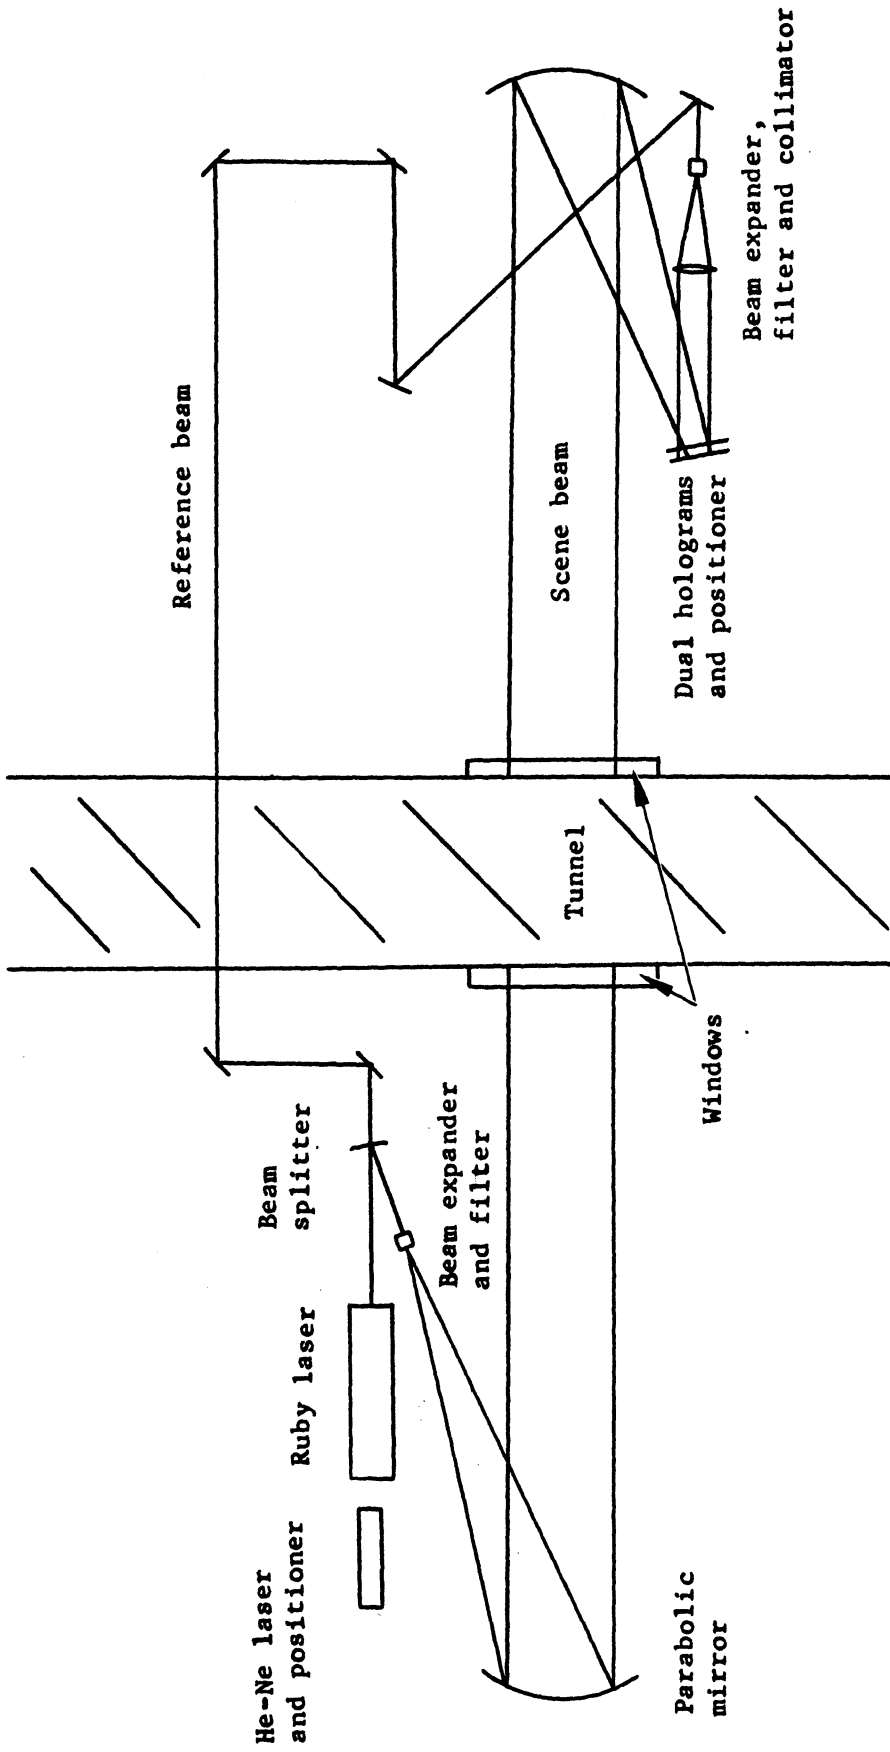 He-Ne laser
and positioner
Ruby laser
Beam
splitter
Beam expander
and filter
Parabolic
mirror
Windows
Tunnel
Reference beam
Scene beam
Dual holograms
and positioner
Beam expander,
filter and collimator